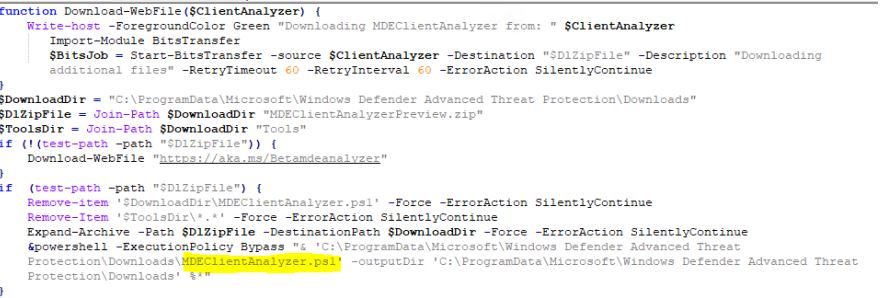 function Download-WebFile($ClientAnalyzer) {
Write-host -ForegroundColor Green "Downloading MDEClientAnalyzer from: " $ClientAnalyzer
Import-Module BitsTransfer
$BitsJob = Start-BitsTransfer -source $ClientAnalyzer -Destination "$DlZipFile" -Description "Downloading
additional files" -RetryTimeout 60 -RetryInterval 60 -ErrorAction SilentlyContinue
}
$DownloadDir = "C:\ProgramData\Microsoft\Windows Defender Advanced Threat Protection\Downloads"
$DlZipFile = Join-Path $DownloadDir "MDEClientAnalyzerPreview.zip"
$ToolsDir = Join-Path $DownloadDir "Tools"
if (!(test-path -path "$DlZipFile")) {
Download-WebFile "https://aka.ms/Betamdeanalyzer"
}
if (test-path -path "$DlZipFile") {
Remove-item '$DownloadDir\MDEClientAnalyzer.ps1' -Force -ErrorAction SilentlyContinue
Remove-Item '$ToolsDir\*.*' -Force -ErrorAction SilentlyContinue
Expand-Archive -Path $DlZipFile -DestinationPath $DownloadDir -Force -ErrorAction SilentlyContinue
&powershell -ExecutionPolicy Bypass "& 'C:\ProgramData\Microsoft\Windows Defender Advanced Threat
Protection\Downloads\MDEClientAnalyzer.ps1' -outputDir 'C:\ProgramData\Microsoft\Windows Defender Advanced Threat
Protection\Downloads' %*"
}